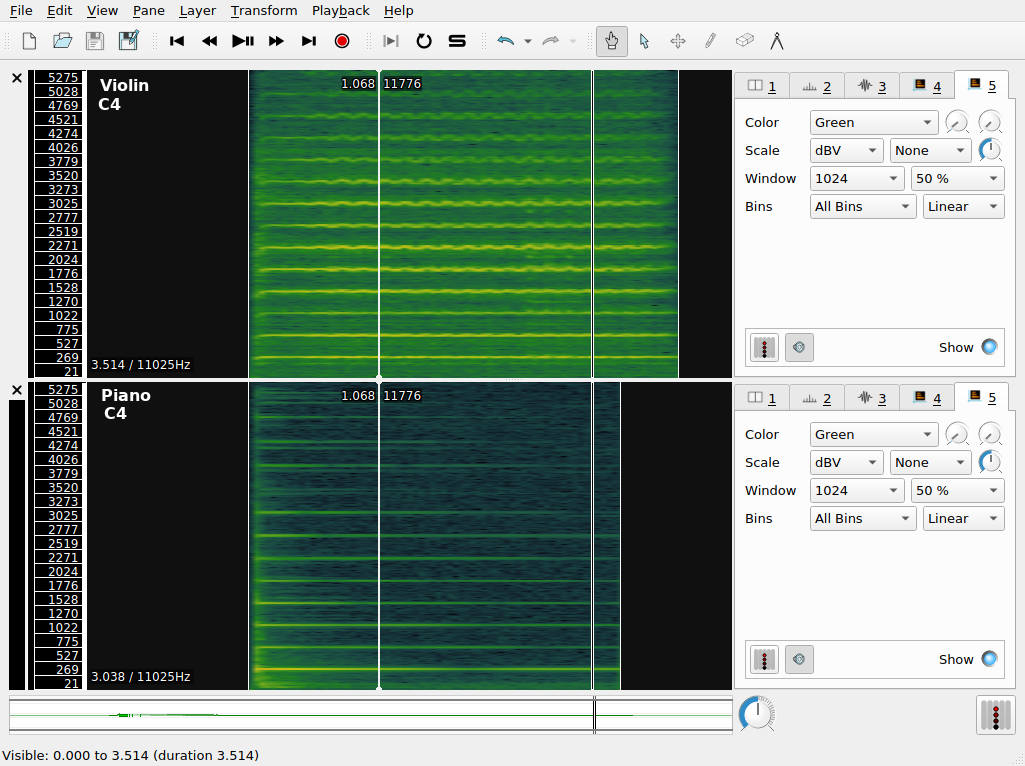 File Edit View Pane Layer Transform Playback Help
5275
5028
4769
4521
4274
4026
3779
3520
3273
3025
2777
2519
2271
2024
1776
1528
1270
1022
775
527
269
21
Violin
C4
1.068 11776
3.514 / 11025Hz
1 2 3 4 5
Color Green
Scale dBV None
Window 1024 50 %
Bins All Bins Linear
Show
5275
5028
4769
4521
4274
4026
3779
3520
3273
3025
2777
2519
2271
2024
1776
1528
1270
1022
775
527
269
21
Piano
C4
1.068 11776
3.038 / 11025Hz
1 2 3 4 5
Color Green
Scale dBV None
Window 1024 50 %
Bins All Bins Linear
Show
Visible: 0.000 to 3.514 (duration 3.514)